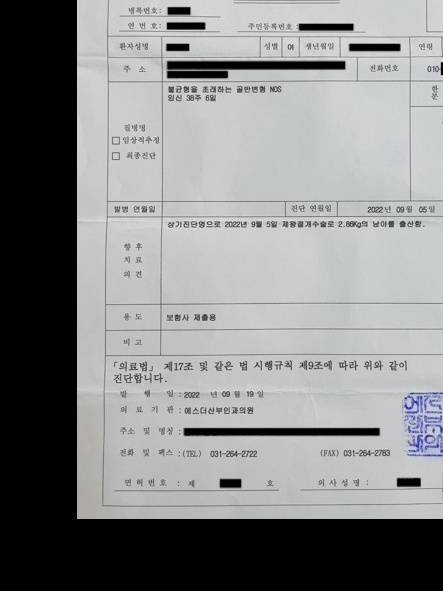 병록번호:
연 번호: 주민등록번호 :
환자성명 성별 여 생년월일 연령
주 소 전화번호 010-
불균형을 초래하는 골반변형 NOS 한
임신 38주 6일 분
질병명
□ 임상적추정
□ 최종진단
발병 연월일 진단 연월일 2022 년 09 월 05 일
상기진단명으로 2022년 9월 5일 제왕절개수술로 2.86Kg의 남아를 출산함.
향 후
치 료
의 견
용 도 보험사 제출용
비 고
「의료법」 제17조 및 같은 법 시행규칙 제9조에 따라 위와 같이
진단합니다.
발 행 일 : 2022 년 09 월 19 일
의 료 기 관 : 에스더산부인과의원
주소 및 명칭 :
전화 및 팩스 : (TEL) 031-264-2722 (FAX) 031-264-2783
면 허 번 호 : 제 호 의 사 성 명 :